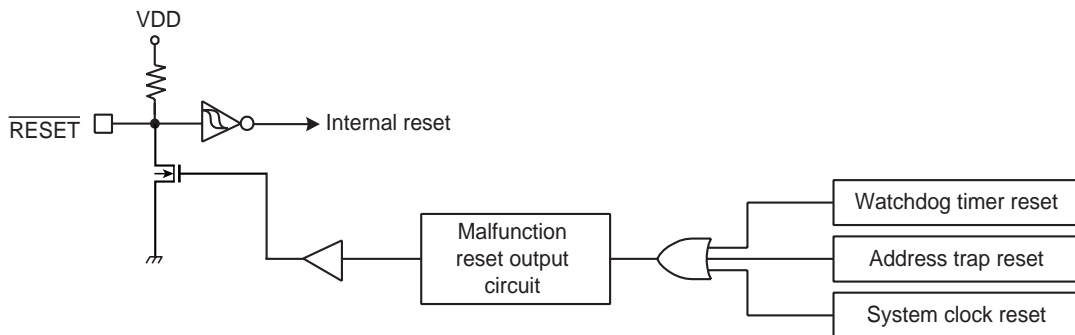 VDD
RESET
Internal reset
Malfunction
reset output
circuit
Watchdog timer reset
Address trap reset
System clock reset